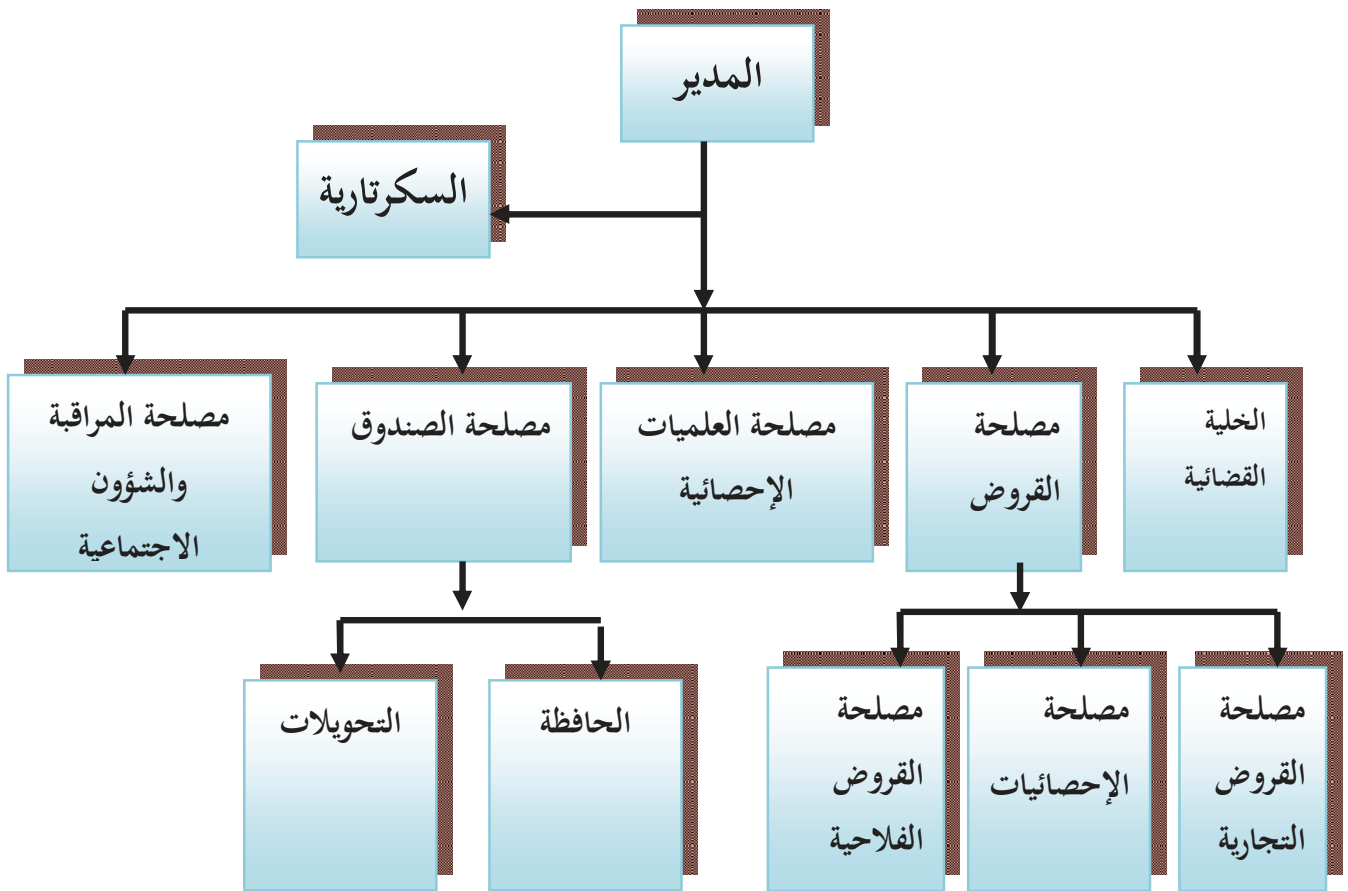 المدير
السكرتارية
الخلية
القضائية
مصلحة
القروض
مصلحة العلميات
الإحصائية
مصلحة الصندوق
مصلحة المراقبة
والشؤون
الاجتماعية
مصلحة
القروض
التجارية
مصلحة
الإحصائيات
مصلحة
القروض
الفلاحية
الحافظة
التحويلات